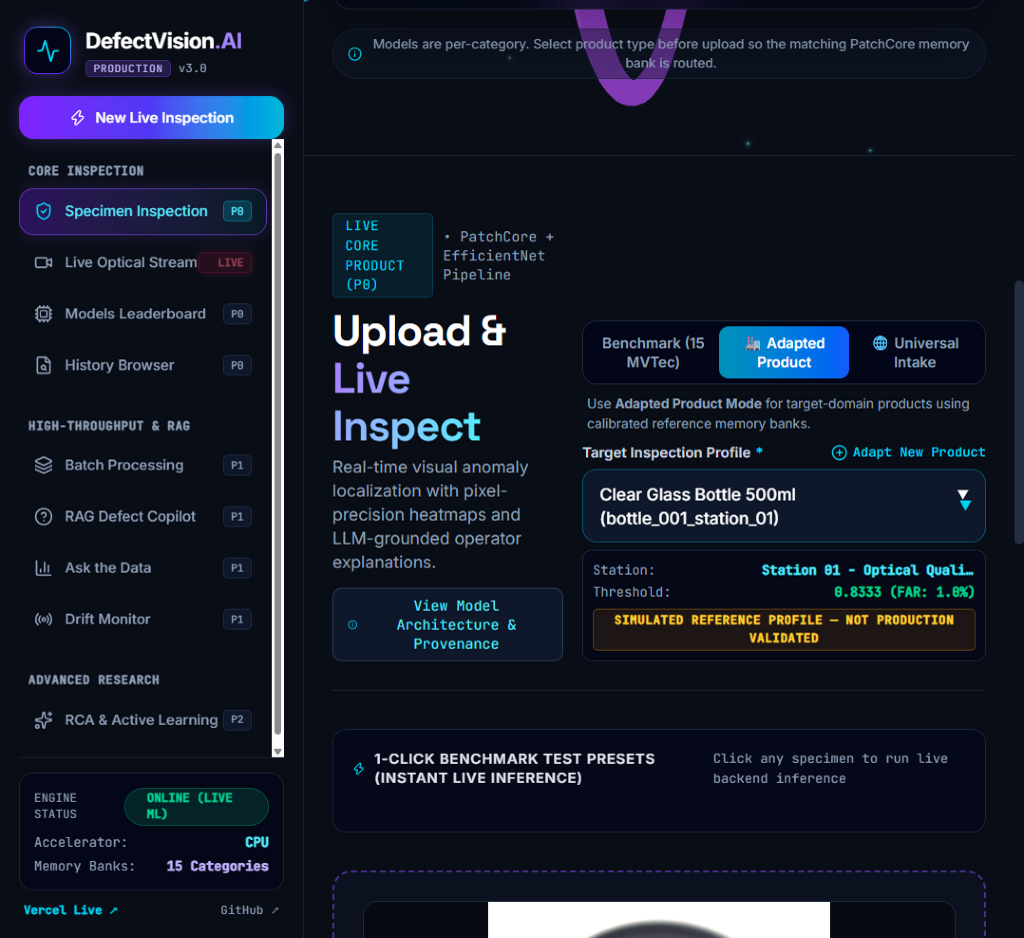 DefectVision.AI
PRODUCTION v3.0
New Live Inspection
CORE INSPECTION
Specimen Inspection P0
Live Optical Stream LIVE
Models Leaderboard P0
History Browser P0
HIGH-THROUGHPUT & RAG
Batch Processing P1
RAG Defect Copilot P1
Ask the Data P1
Drift Monitor P1
ADVANCED RESEARCH
RCA & Active Learning P2
ENGINE
STATUS
ONLINE (LIVE
ML)
Accelerator: CPU
Memory Banks: 15 Categories
Vercel Live ↗ GitHub ↗
Models are per-category. Select product type before upload so the matching PatchCore memory
bank is routed.
LIVE
CORE
PRODUCT
(P0)
• PatchCore +
EfficientNet
Pipeline
Upload &
Live
Inspect
Real-time visual anomaly
localization with pixel-
precision heatmaps and
LLM-grounded operator
explanations.
View Model
Architecture &
Provenance
Benchmark (15
MVTec)
Adapted
Product
Universal
Intake
Use Adapted Product Mode for target-domain products using
calibrated reference memory banks.
Target Inspection Profile *
Adapt New Product
Clear Glass Bottle 500ml
(bottle_001_station_01)
Station: Station 01 - Optical Quali…
Threshold: 0.8333 (FAR: 1.0%)
SIMULATED REFERENCE PROFILE — NOT PRODUCTION
VALIDATED
1-CLICK BENCHMARK TEST PRESETS
(INSTANT LIVE INFERENCE)
Click any specimen to run live
backend inference